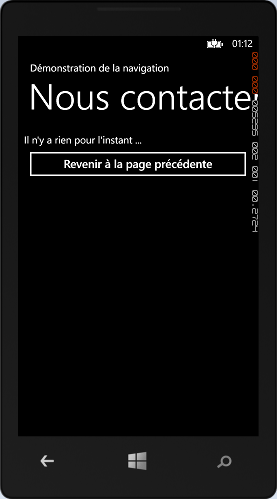 01:12
Démonstration de la navigation
Nous contacte
Il n'y a rien pour l'instant ...
Revenir à la page précédente